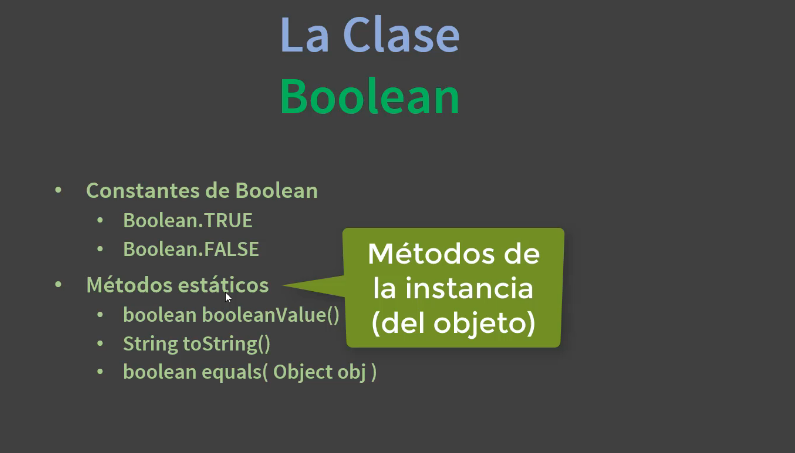 La Clase
Boolean
• Constantes de Boolean
• Boolean.TRUE
• Boolean.FALSE
• Métodos estáticos
• boolean booleanValue()
• String toString()
• boolean equals( Object obj )
Métodos de
la instancia
(del objeto)